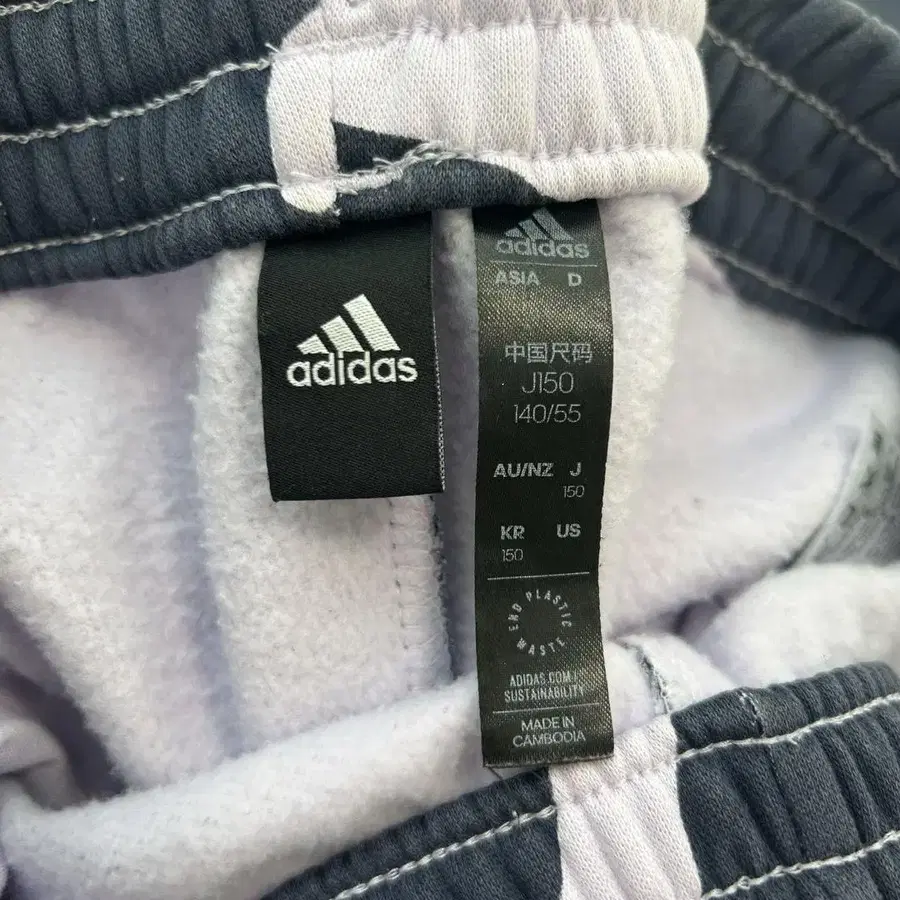 adidas
adidas
ASIA D
中国尺码
J150
140/55
AU/NZ J
150
KR US
150
END PLASTIC WASTE
ADIDAS.COM/
SUSTAINABILITY
MADE IN
CAMBODIA